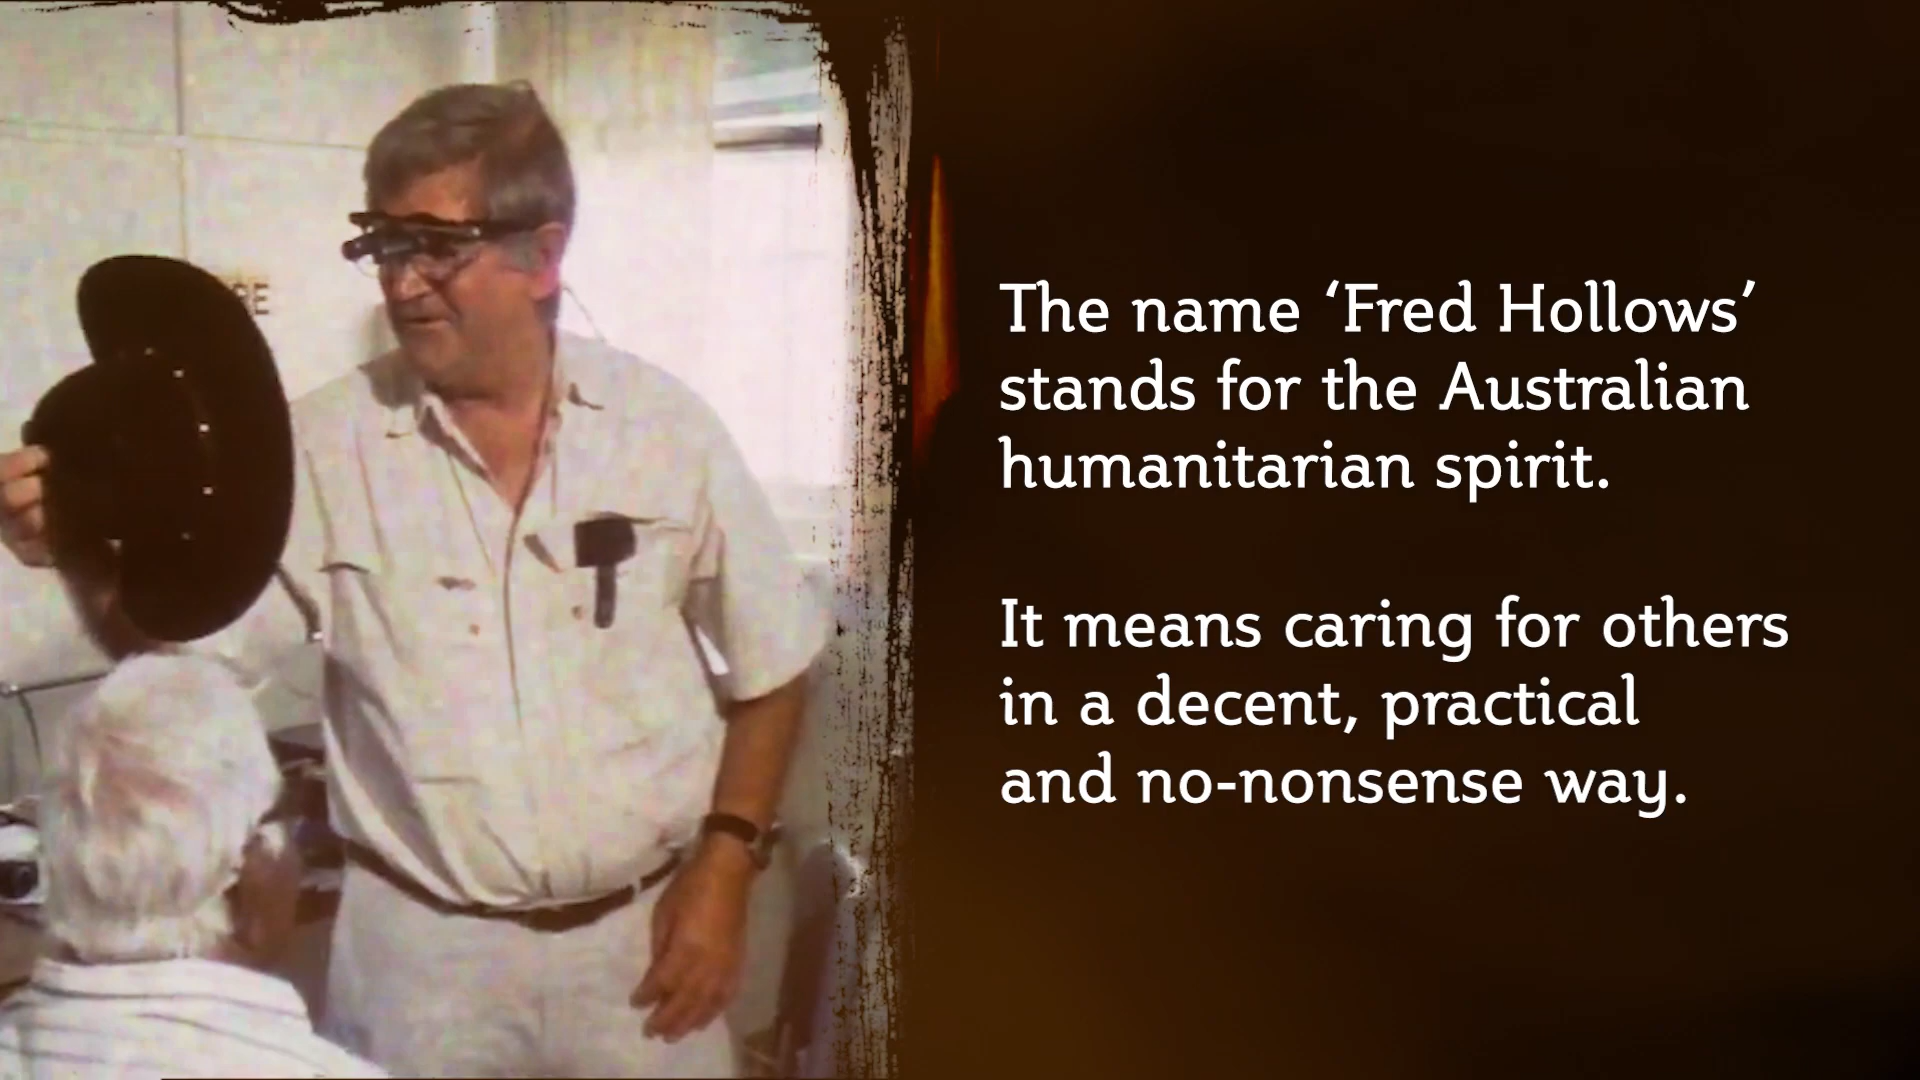 The name ‘Fred Hollows’
stands for the Australian
humanitarian spirit.
It means caring for others
in a decent, practical
and no-nonsense way.